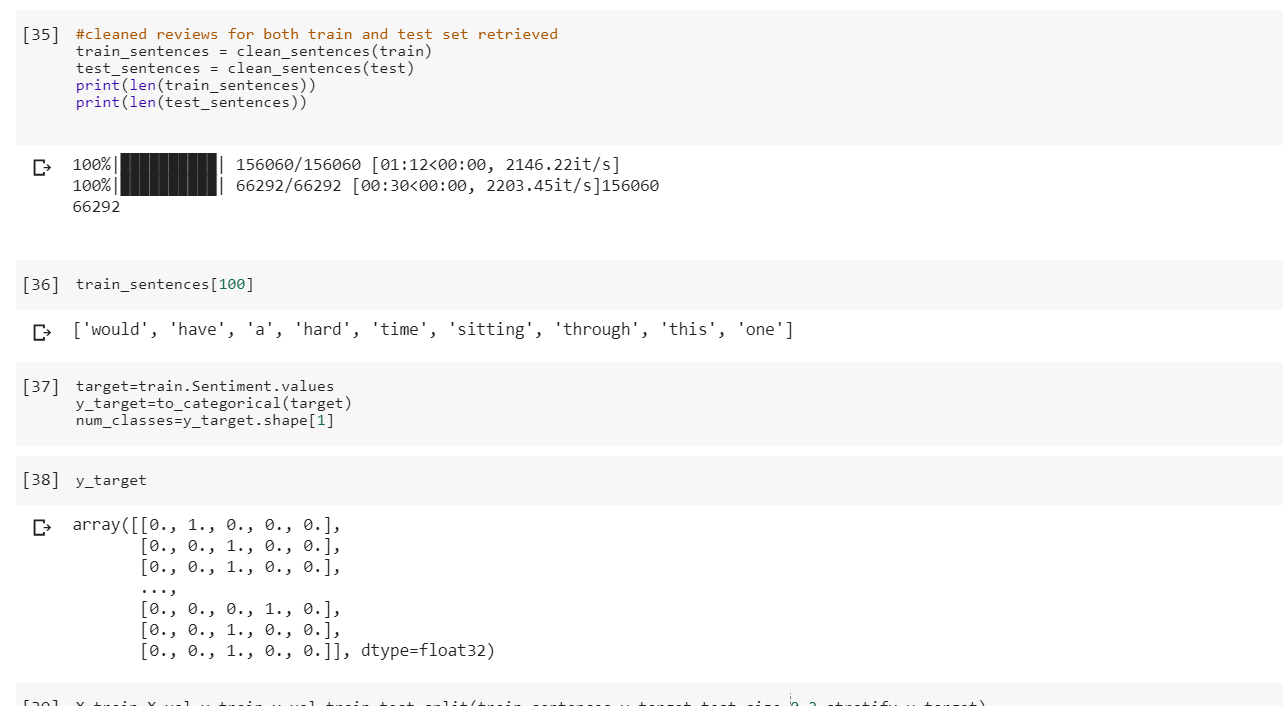 [35] #cleaned reviews for both train and test set retrieved
train_sentences = clean_sentences(train)
test_sentences = clean_sentences(test)
print(len(train_sentences))
print(len(test_sentences))
100%|██████████| 156060/156060 [01:12<00:00, 2146.22it/s]
100%|██████████| 66292/66292 [00:30<00:00, 2203.45it/s]156060
66292
[36] train_sentences[100]
['would', 'have', 'a', 'hard', 'time', 'sitting', 'through', 'this', 'one']
[37] target=train.Sentiment.values
y_target=to_categorical(target)
num_classes=y_target.shape[1]
[38] y_target
array([[0., 1., 0., 0., 0.],
[0., 0., 1., 0., 0.],
[0., 0., 1., 0., 0.],
...,
[0., 0., 0., 1., 0.],
[0., 0., 1., 0., 0.],
[0., 0., 1., 0., 0.]], dtype=float32)